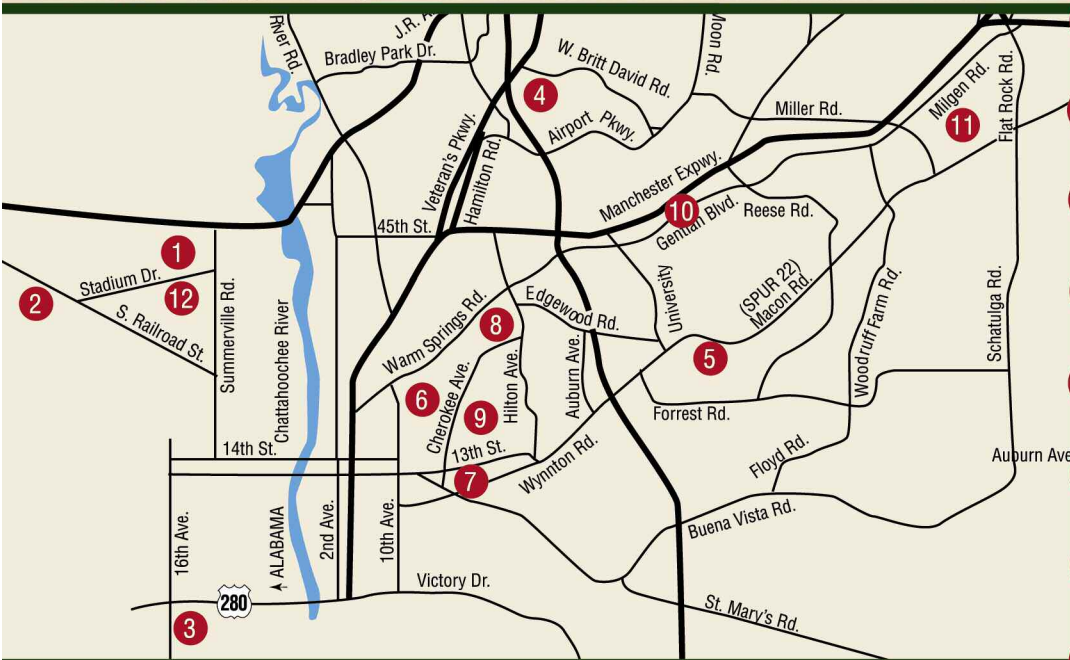 River Rd.
J.R. A
Bradley Park Dr.
W. Britt David Rd.
Moon Rd.
4
Airport Pkwy.
Miller Rd.
Milgen Rd.
11
Flat Rock Rd.
Veteran's Pkwy.
Hamilton Rd.
Manchester Expwy.
10
Gentian Blvd.
Reese Rd.
45th St.
1
Stadium Dr.
12
2
S. Railroad St.
Summerville Rd.
Chattahoochee River
Warm Springs Rd.
8
Edgewood Rd.
University
(SPUR 22)
Macon Rd.
5
Woodruff Farm Rd.
Schatulga Rd.
6
Cherokee Ave.
9
Hilton Ave.
Auburn Ave.
Forrest Rd.
14th St.
13th St.
7
Wynnton Rd.
Floyd Rd.
Auburn Ave
Buena Vista Rd.
16th Ave.
ALABAMA
2nd Ave.
10th Ave.
Victory Dr.
280
3
St. Mary's Rd.